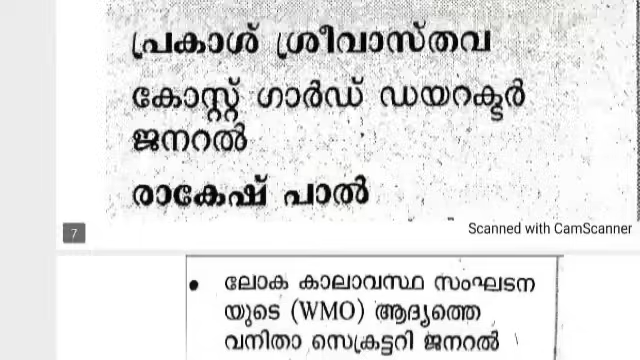 പ്രകാശ് ശ്രീവാസ്തവ
കോസ്റ്റ് ഗാർഡ് ഡയറക്ടർ
ജനറൽ
രാകേഷ് പാൽ
7
Scanned with CamScanner
• ലോക കാലാവസ്ഥ സംഘടന
യുടെ (WMO) ആദ്യത്തെ
വനിതാ സെക്രട്ടറി ജനറൽ